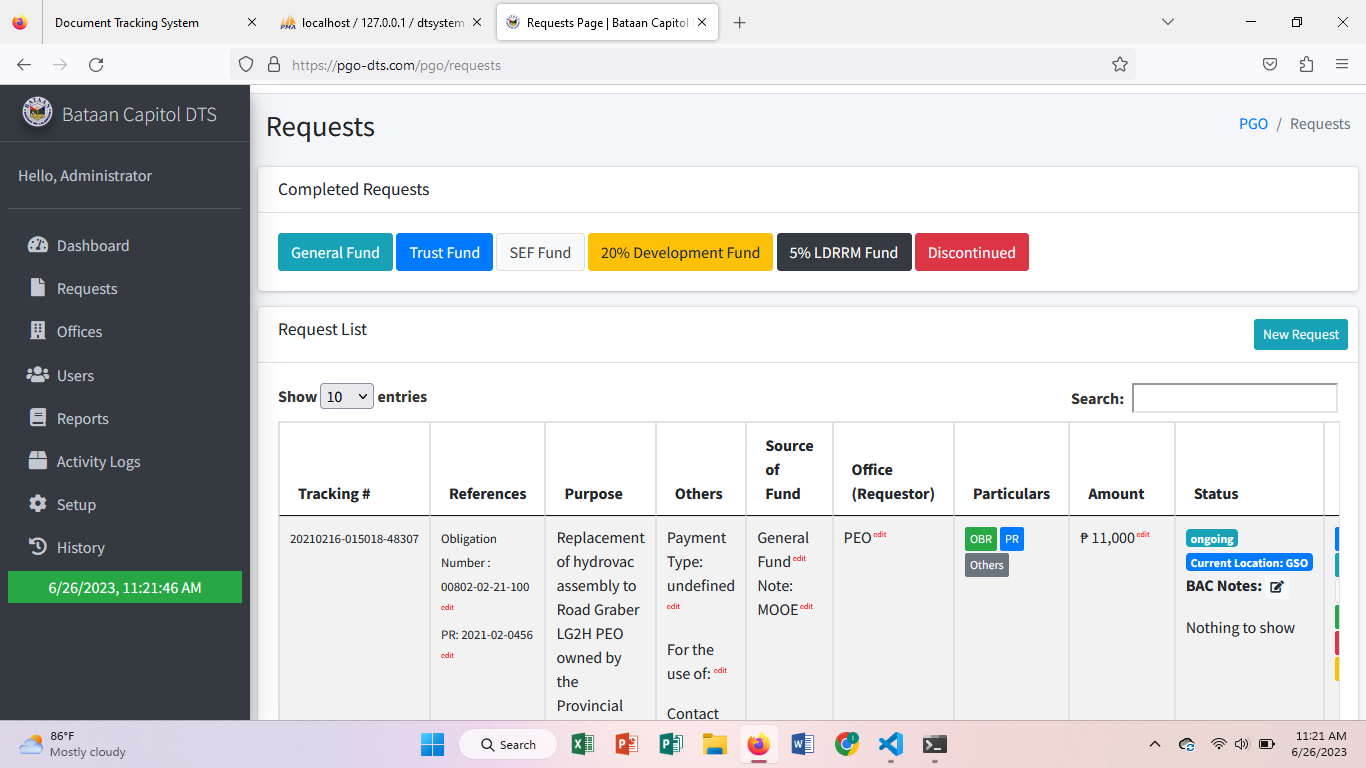 Document Tracking System
localhost / 127.0.0.1 / dtsystem
Requests Page | Bataan Capitol
https://pgo-dts.com/pgo/requests
Bataan Capitol DTS
Hello, Administrator
Dashboard
Requests
Offices
Users
Reports
Activity Logs
Setup
History
6/26/2023, 11:21:46 AM
Requests
PGO / Requests
Completed Requests
General Fund
Trust Fund
SEF Fund
20% Development Fund
5% LDRRM Fund
Discontinued
Request List
New Request
Show 10 entries
Search:
Tracking #
References
Purpose
Others
Source
of
Fund
Office
(Requestor)
Particulars
Amount
Status
20210216-015018-48307
Obligation
Number :
00802-02-21-100
edit
PR: 2021-02-0456
edit
Replacement
of hydrovac
assembly to
Road Graber
LG2H PEO
owned by
the
Provincial
Payment
Type:
undefined
edit
For the
use of: edit
Contact
General
Fund edit
Note:
MOOE edit
PEO edit
OBR PR
Others
₱ 11,000 edit
ongoing
Current Location: GSO
BAC Notes:
Nothing to show
86°F
Mostly cloudy
Search
11:21 AM
6/26/2023